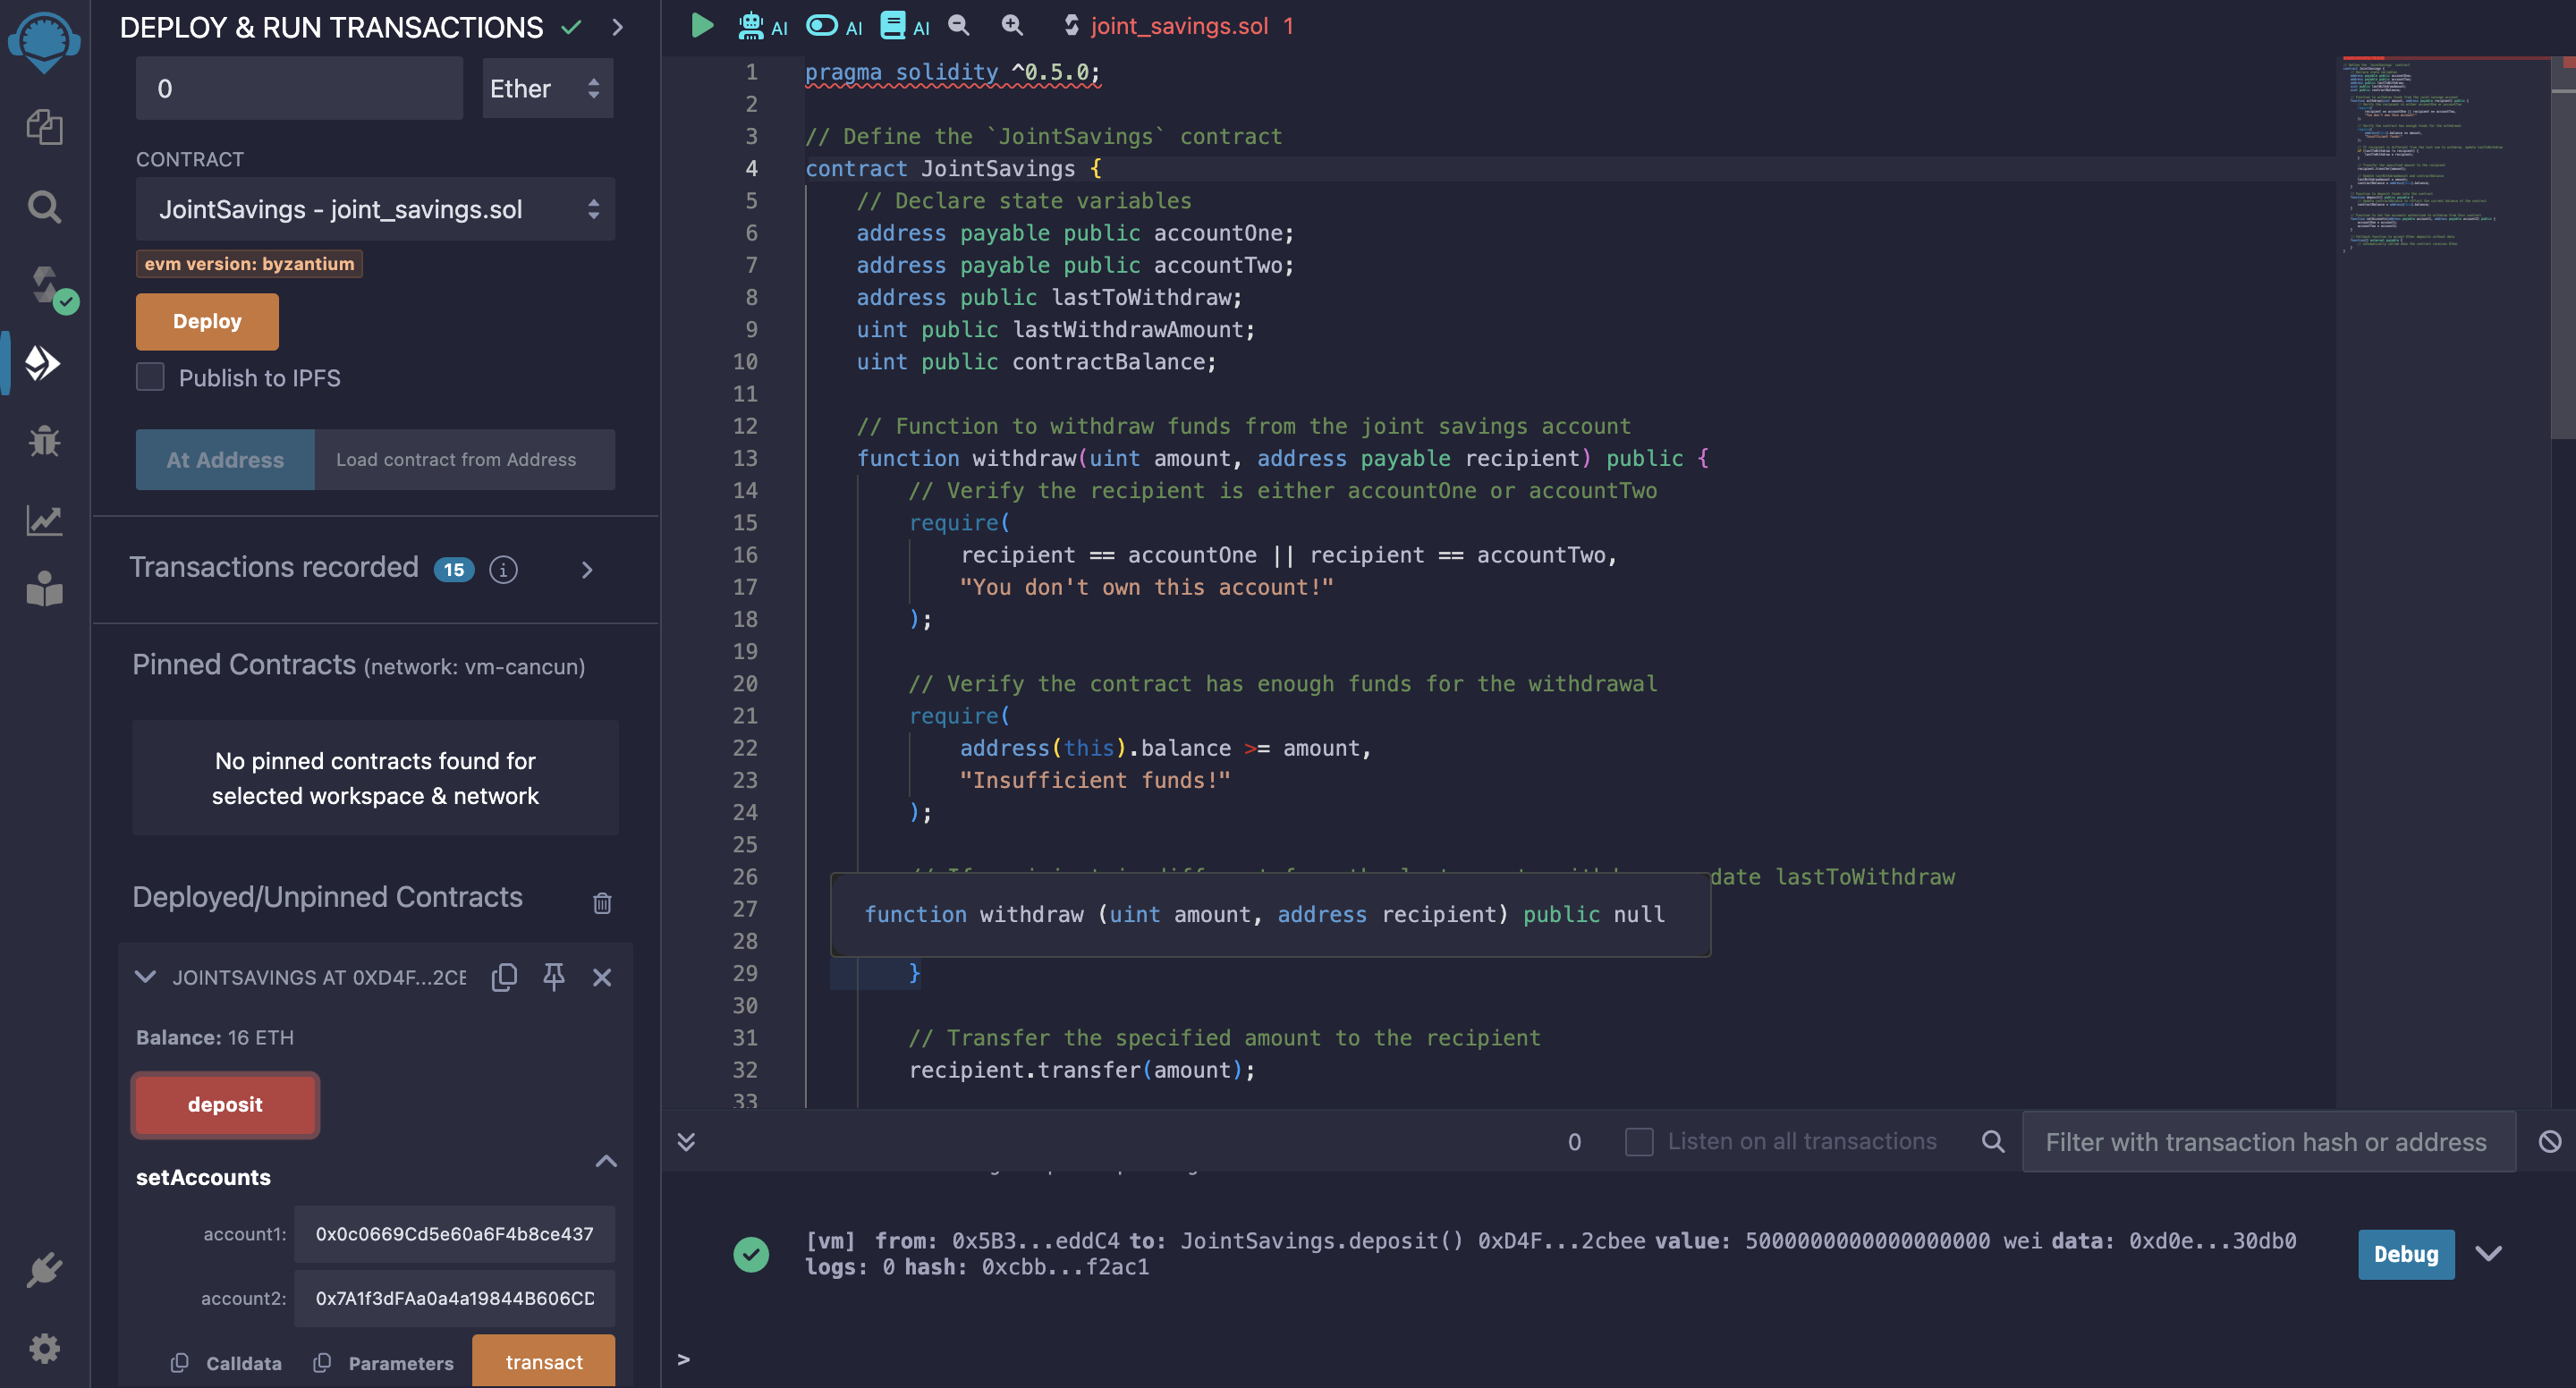 DEPLOY & RUN TRANSACTIONS
0
Ether
CONTRACT
JointSavings - joint_savings.sol
evm version: byzantium
Deploy
Publish to IPFS
At Address
Load contract from Address
Transactions recorded 15 i
Pinned Contracts (network: vm-cancun)
No pinned contracts found for
selected workspace & network
Deployed/Unpinned Contracts
JOINTSAVINGS AT 0XD4F...2CE
Balance: 16 ETH
deposit
setAccounts
account1: 0x0c0669Cd5e60a6F4b8ce437
account2: 0x7A1f3dFAa0a4a19844B606CD
Calldata Parameters transact
AI AI AI joint_savings.sol 1
1 pragma solidity ^0.5.0;
2
3 // Define the `JointSavings` contract
4 contract JointSavings {
5 // Declare state variables
6 address payable public accountOne;
7 address payable public accountTwo;
8 address public lastToWithdraw;
9 uint public lastWithdrawAmount;
10 uint public contractBalance;
11
12 // Function to withdraw funds from the joint savings account
13 function withdraw(uint amount, address payable recipient) public {
14 // Verify the recipient is either accountOne or accountTwo
15 require(
16 recipient == accountOne || recipient == accountTwo,
17 "You don't own this account!"
18 );
19
20 // Verify the contract has enough funds for the withdrawal
21 require(
22 address(this).balance >= amount,
23 "Insufficient funds!"
24 );
25
26 date lastToWithdraw
27 function withdraw (uint amount, address recipient) public null
28
29 }
30
31 // Transfer the specified amount to the recipient
32 recipient.transfer(amount);
33
0 Listen on all transactions Filter with transaction hash or address
[vm] from: 0x5B3...eddC4 to: JointSavings.deposit() 0xD4F...2cbee value: 5000000000000000000 wei data: 0xd0e...30db0
logs: 0 hash: 0xcbb...f2ac1
Debug
>